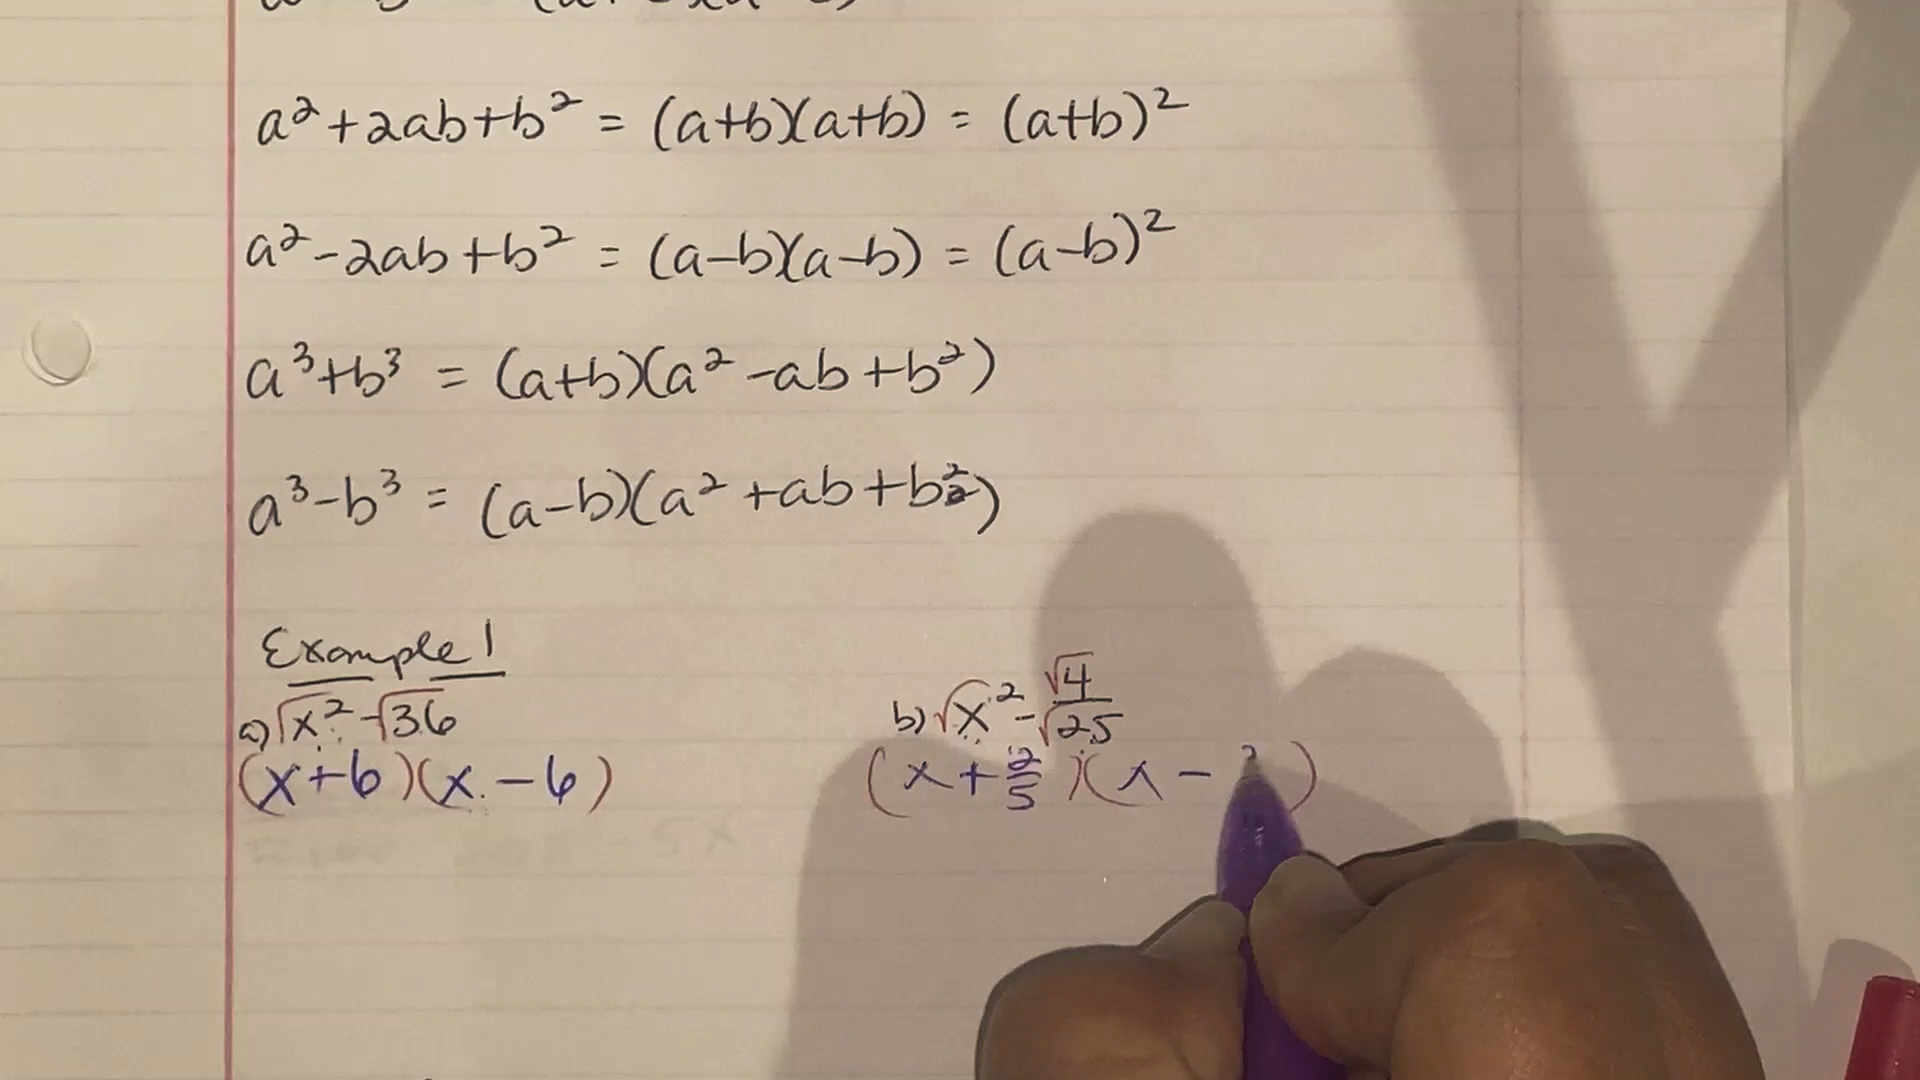 a²+2ab+b² = (a+b)(a+b) = (a+b)²
a²-2ab+b² = (a-b)(a-b) = (a-b)²
a³+b³ = (a+b)(a²-ab+b²)
a³-b³ = (a-b)(a²+ab+b²)
Example 1
a) √x² - √36
(x+6)(x-6)
b) √x² - √4/√25
(x + 2/5)(x - )